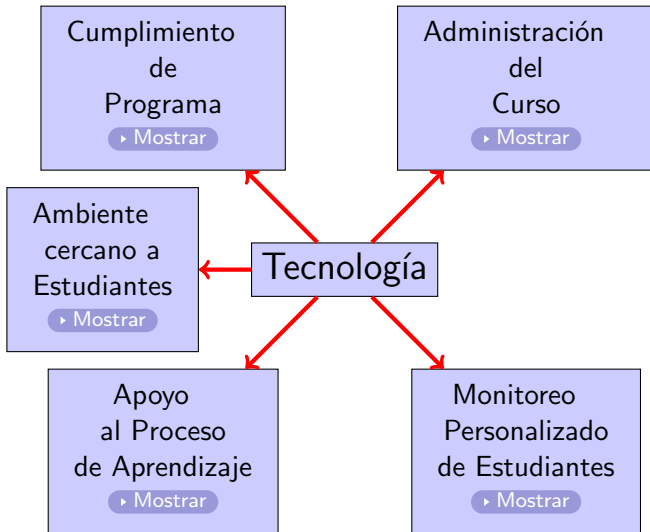 Cumplimiento
de
Programa
Mostrar
Administración
del
Curso
Mostrar
Ambiente
cercano a
Estudiantes
Mostrar
Tecnología
Apoyo
al Proceso
de Aprendizaje
Mostrar
Monitoreo
Personalizado
de Estudiantes
Mostrar